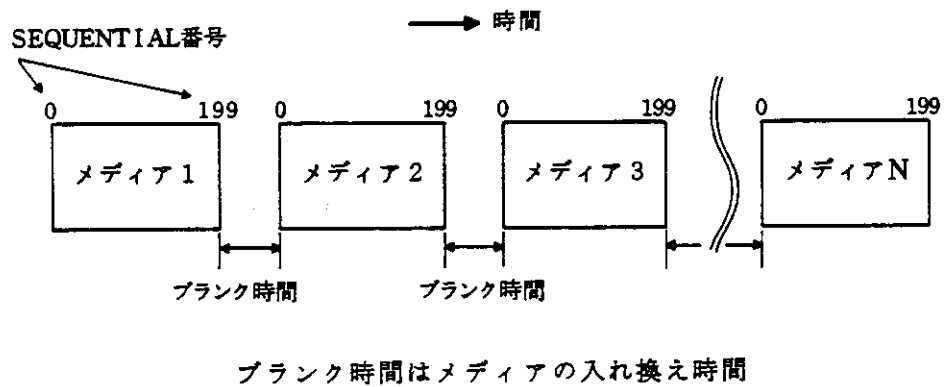 → 時間
SEQUENTIAL番号
0 199 0 199 0 199 0 199
メディア1 メディア2 メディア3 メディアN
ブランク時間 ブランク時間
ブランク時間はメディアの入れ換え時間